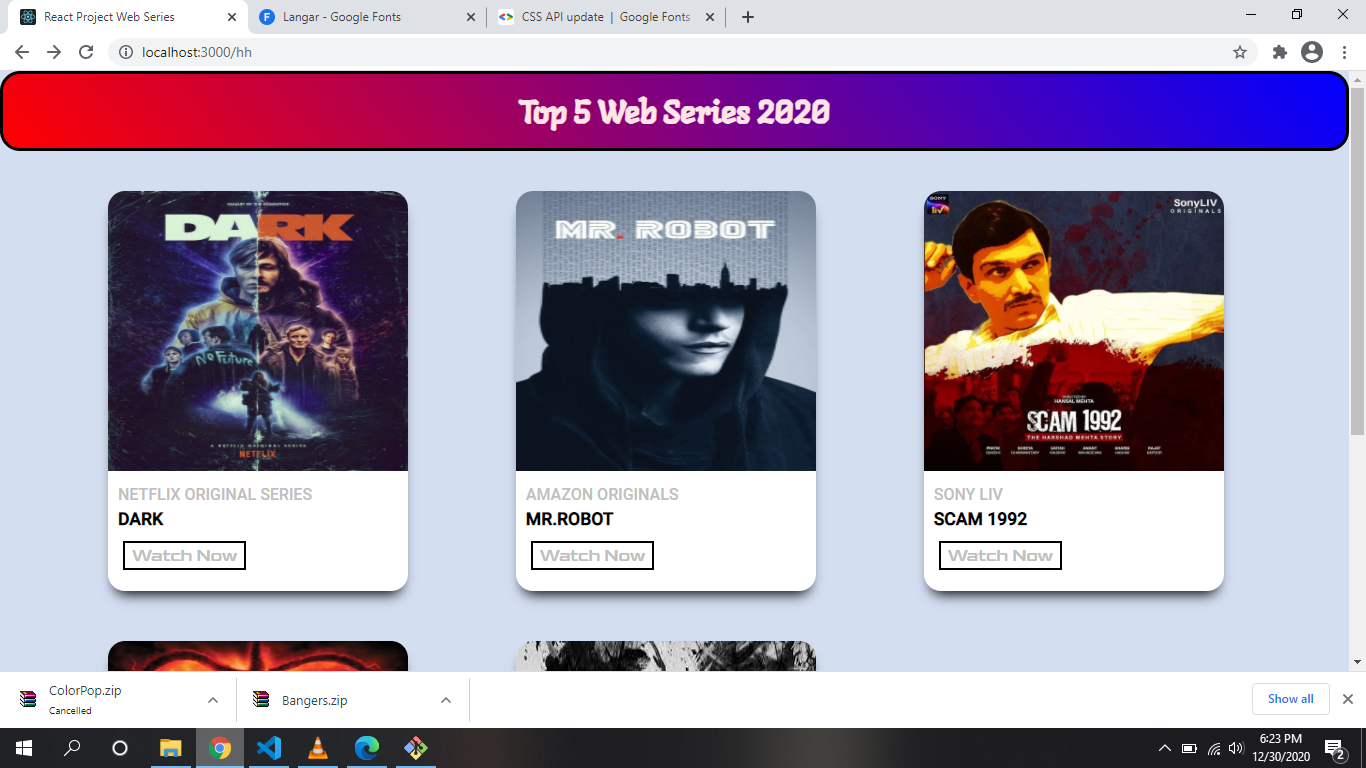 React Project Web Series
Langar - Google Fonts
CSS API update | Google Fonts
localhost:3000/hh
Top 5 Web Series 2020
DARK
No Future
A NETFLIX ORIGINAL SERIES
NETFLIX
NETFLIX ORIGINAL SERIES
DARK
Watch Now
MR. ROBOT
AMAZON ORIGINALS
MR.ROBOT
Watch Now
SONY
liv
SonyLIV
ORIGINALS
DIRECTED BY
HANSAL MEHTA
SCAM 1992
THE HARSHAD MEHTA STORY
SONY LIV
SCAM 1992
Watch Now
ColorPop.zip
Cancelled
Bangers.zip
Show all
6:23 PM
12/30/2020
2